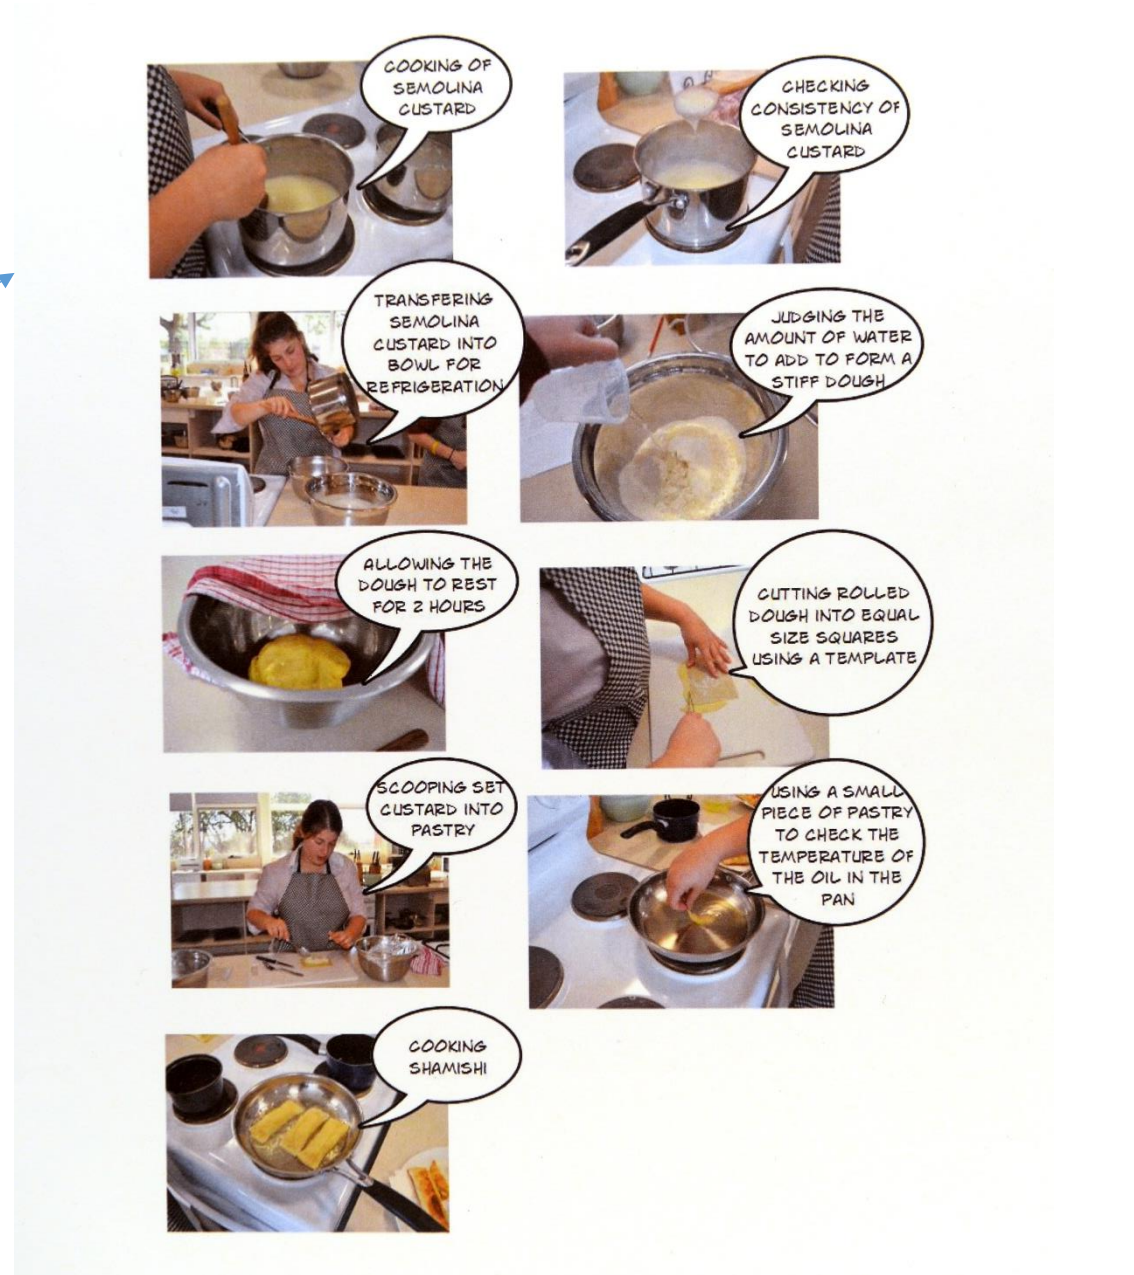 COOKING OF
SEMOLINA
CUSTARD
CHECKING
CONSISTENCY OF
SEMOLINA
CUSTARD
TRANSFERING
SEMOLINA
CUSTARD INTO
BOWL FOR
REFRIGERATION
JUDGING THE
AMOUNT OF WATER
TO ADD TO FORM A
STIFF DOUGH
ALLOWING THE
DOUGH TO REST
FOR 2 HOURS
CUTTING ROLLED
DOUGH INTO EQUAL
SIZE SQUARES
USING A TEMPLATE
SCOOPING SET
CUSTARD INTO
PASTRY
USING A SMALL
PIECE OF PASTRY
TO CHECK THE
TEMPERATURE OF
THE OIL IN THE
PAN
COOKING
SHAMISHI